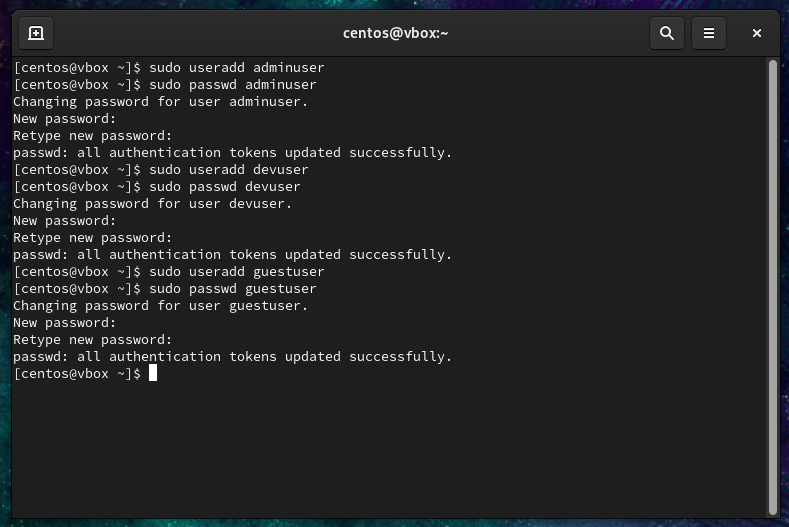 centos@vbox:~
[centos@vbox ~]$ sudo useradd adminuser
[centos@vbox ~]$ sudo passwd adminuser
Changing password for user adminuser.
New password:
Retype new password:
passwd: all authentication tokens updated successfully.
[centos@vbox ~]$ sudo useradd devuser
[centos@vbox ~]$ sudo passwd devuser
Changing password for user devuser.
New password:
Retype new password:
passwd: all authentication tokens updated successfully.
[centos@vbox ~]$ sudo useradd guestuser
[centos@vbox ~]$ sudo passwd guestuser
Changing password for user guestuser.
New password:
Retype new password:
passwd: all authentication tokens updated successfully.
[centos@vbox ~]$